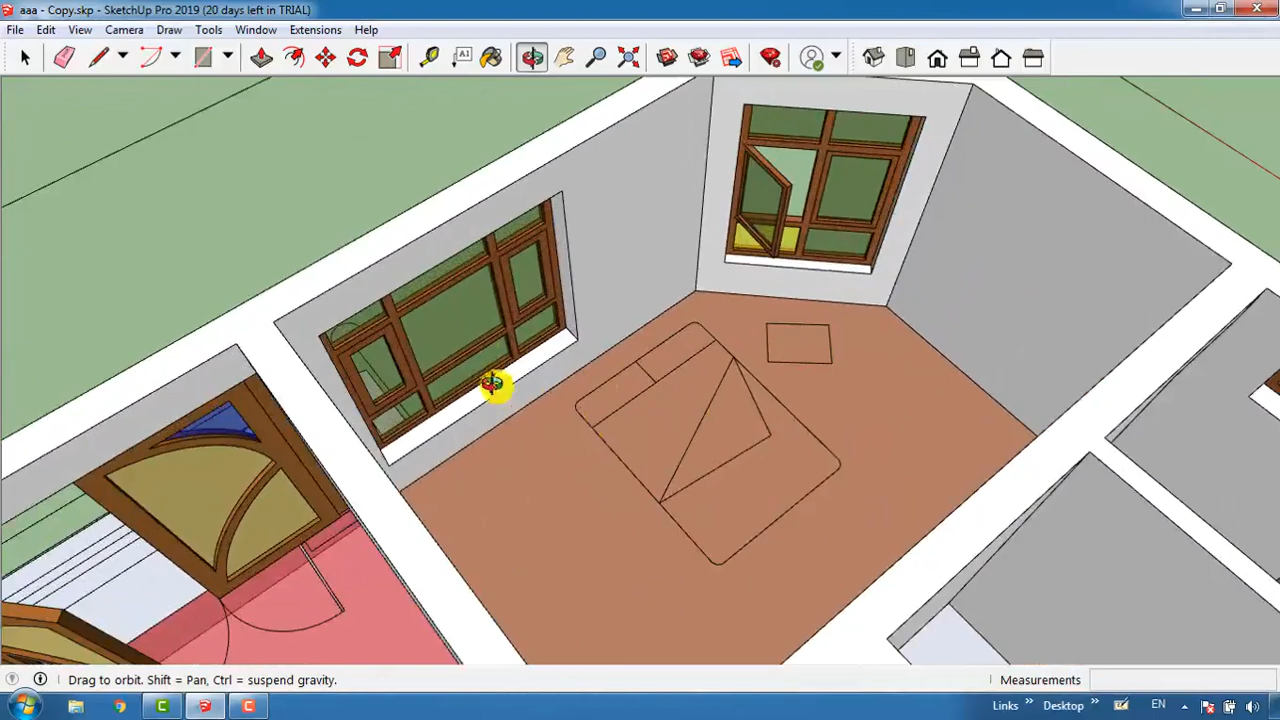 aaa - Copy.skp - SketchUp Pro 2019 (20 days left in TRIAL)
File Edit View Camera Draw Tools Window Extensions Help
A1
Drag to orbit. Shift = Pan, Ctrl = suspend gravity.
Measurements
Links » Desktop » EN